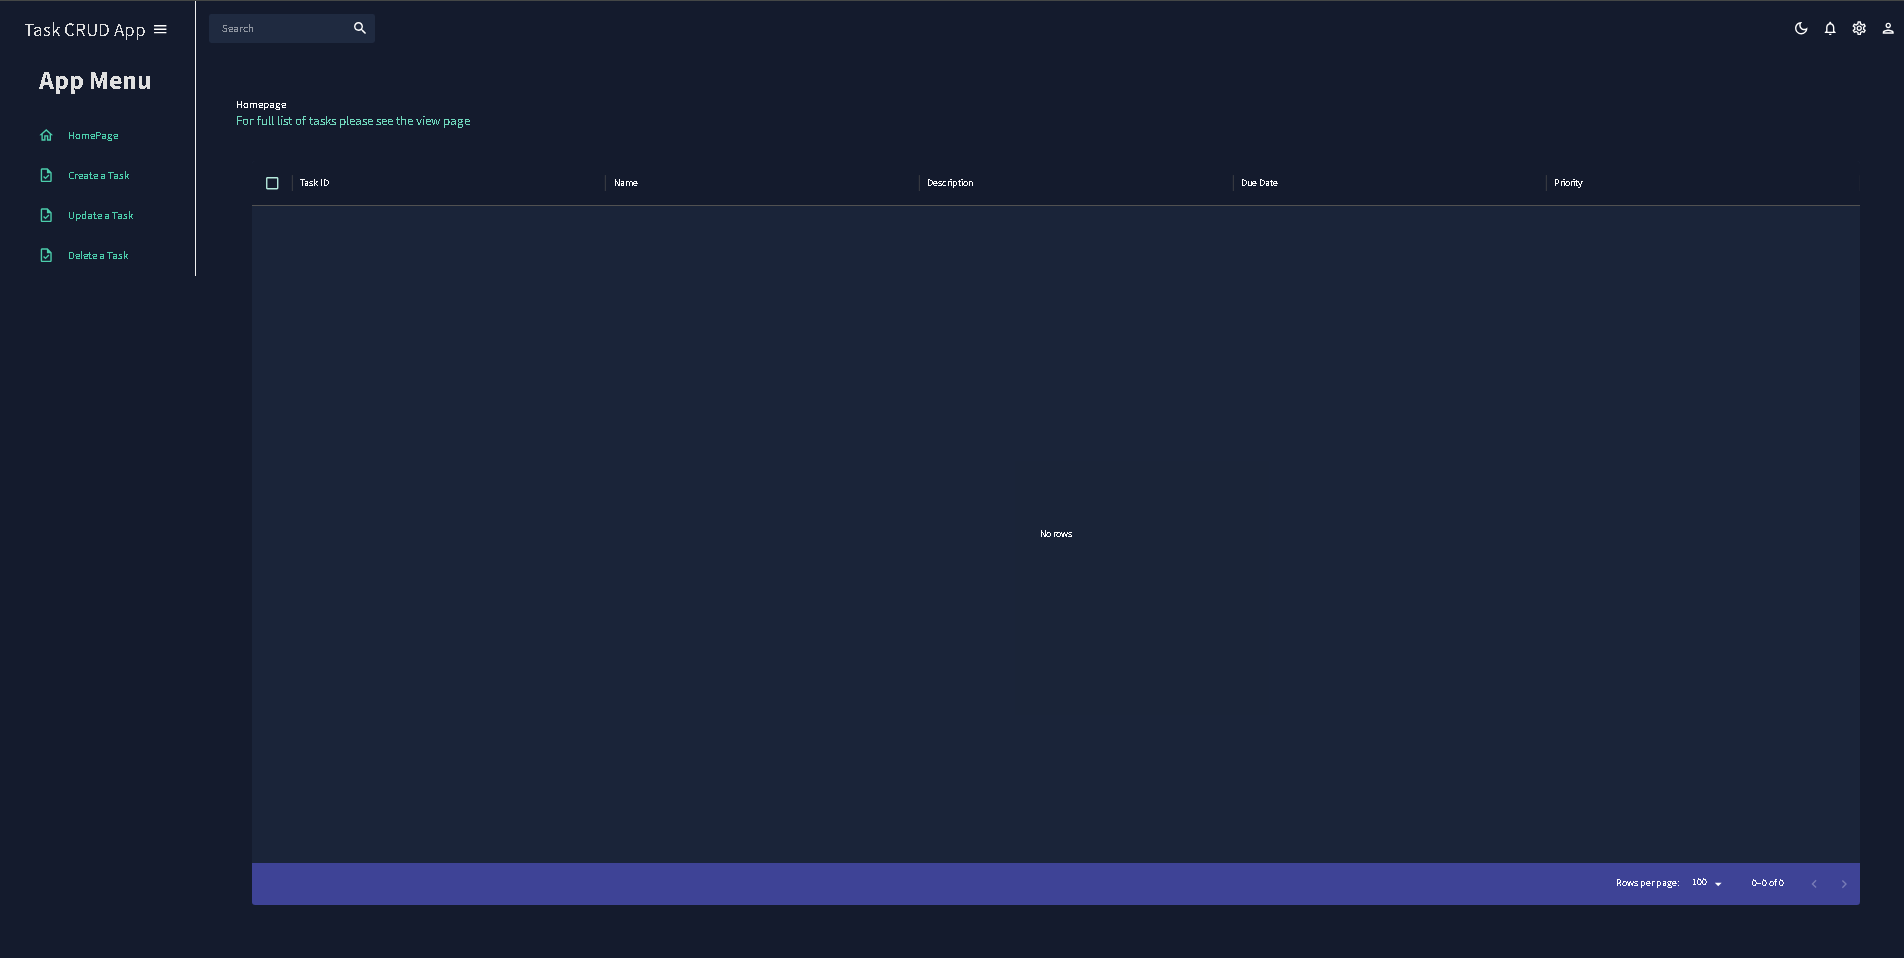 Task CRUD App
Search
App Menu
HomePage
Create a Task
Update a Task
Delete a Task
Homepage
For full list of tasks please see the view page
Task ID Name Description Due Date Priority
No rows
Rows per page: 100 0–0 of 0